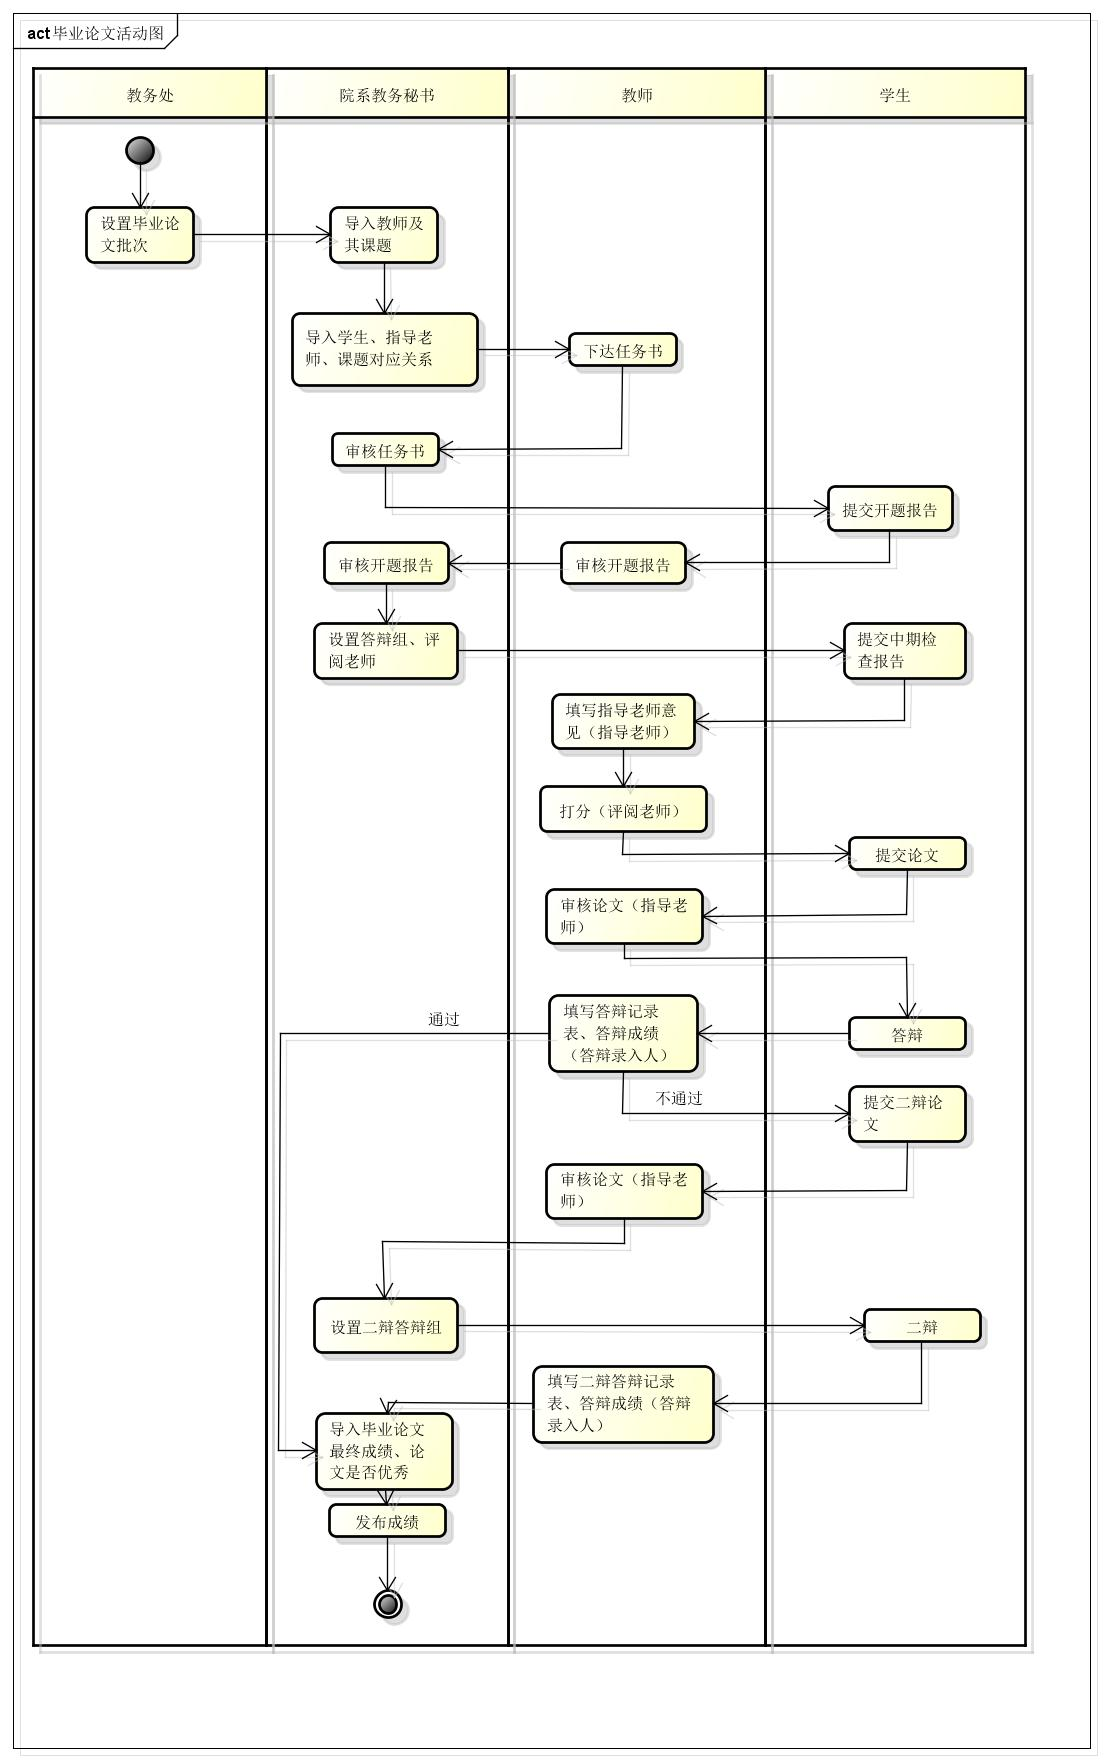 act 毕业论文活动图
教务处
院系教务秘书
教师
学生
设置毕业论
文批次
导入教师及
其课题
导入学生、指导老
师、课题对应关系
下达任务书
审核任务书
提交开题报告
审核开题报告
审核开题报告
设置答辩组、评
阅老师
提交中期检
查报告
填写指导老师意
见（指导老师）
打分（评阅老师）
提交论文
审核论文（指导老
师）
通过
填写答辩记录
表、答辩成绩
（答辩录入人）
答辩
不通过
提交二辩论
文
审核论文（指导老
师）
设置二辩答辩组
二辩
填写二辩答辩记录
表、答辩成绩（答辩
录入人）
导入毕业论文
最终成绩、论
文是否优秀
发布成绩